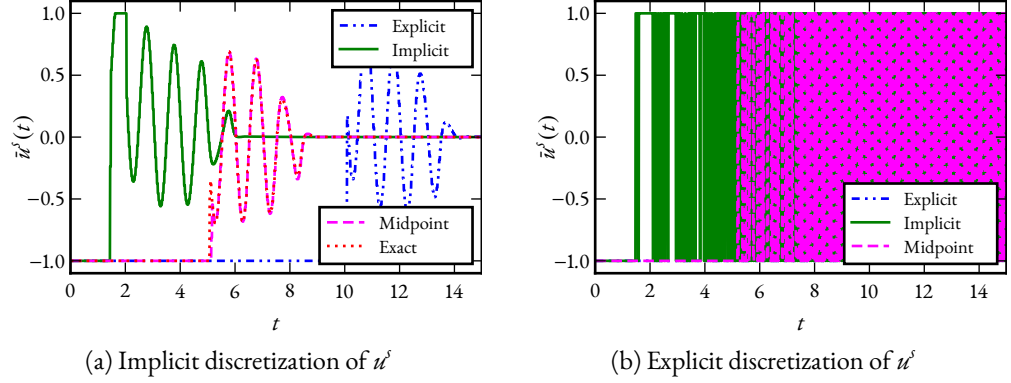 1.0
0.5
0.0
−0.5
−1.0
ū^s(t)
0 2 4 6 8 10 12 14
t
Explicit
Implicit
Midpoint
Exact
(a) Implicit discretization of u^s
1.0
0.5
0.0
−0.5
−1.0
ū^s(t)
0 2 4 6 8 10 12 14
t
Explicit
Implicit
Midpoint
(b) Explicit discretization of u^s